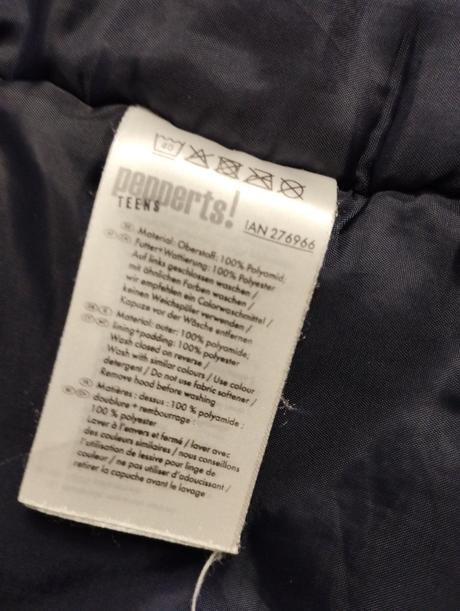 40
pepperts!
TEENS
IAN 276966
Material: Oberstoff: 100% Polyamid;
Futter+Wattierung: 100% Polyester
Auf links geschlossen waschen /
mit ähnlichen Farben waschen /
wir empfehlen ein Colorwaschmittel /
keinen Weichspüler verwenden /
Kapuze vor der Wäsche entfernen
Material: outer: 100% polyamide;
lining+padding: 100% polyester
Wash closed on reverse /
Wash with similar colours / Use colour
detergent / Do not use fabric softener /
Remove hood before washing
Matières : dessus : 100 % polyamide ;
doublure + rembourrage :
100 % polyester
Laver à l'envers et fermé / laver avec
des couleurs similaires / nous conseillons
l'utilisation de lessive pour linge de
couleur / ne pas utiliser d'adoucissant /
retirer la capuche avant le lavage